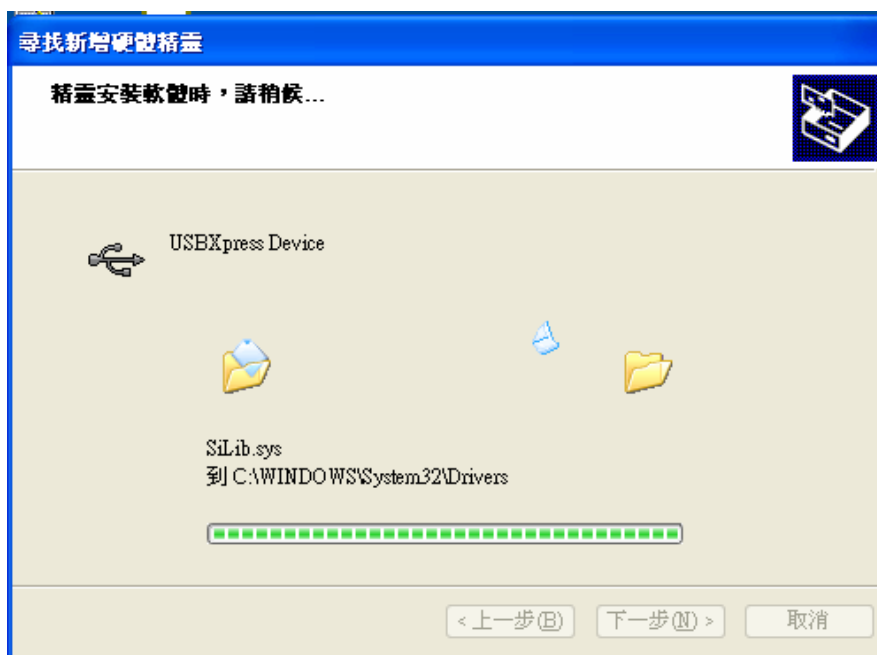 尋找新增硬體精靈
精靈安裝軟體時，請稍候...
USBXpress Device
SiLib.sys
到 C:\WINDOWS\System32\Drivers
< 上一步(B)
下一步(N) >
取消